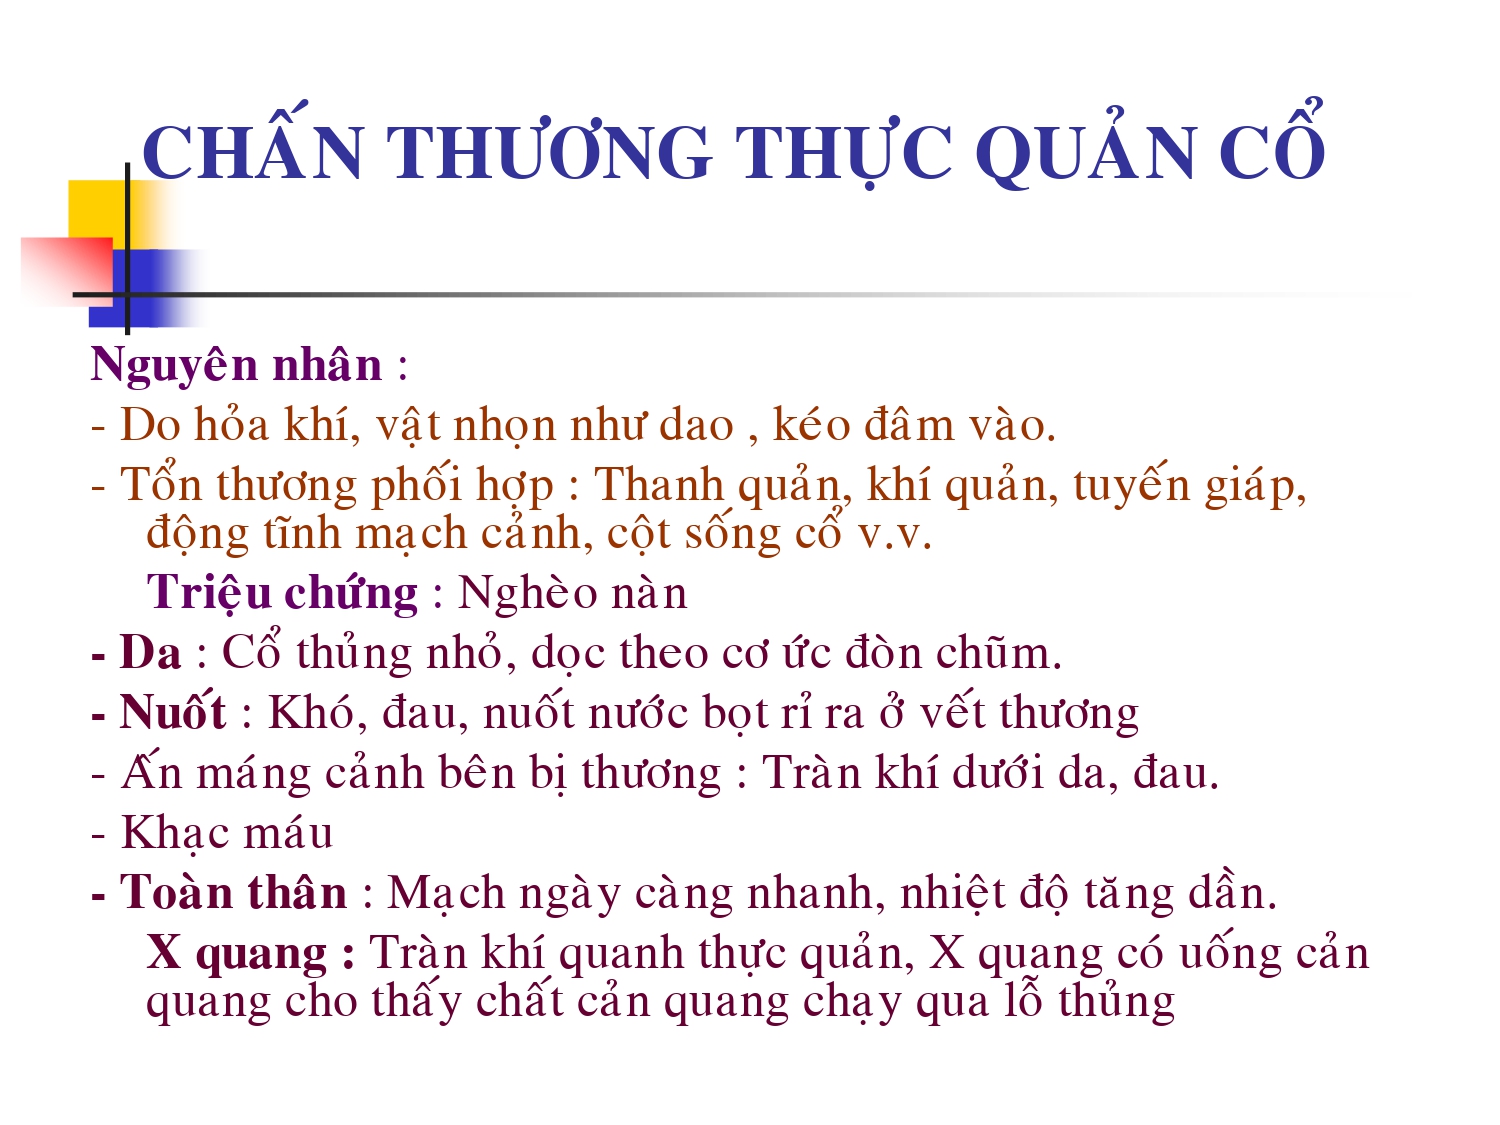 CHẤN THƯƠNG THỰC QUẢN CỔ
Nguyên nhân :
- Do hỏa khí, vật nhọn như dao , kéo đâm vào.
- Tổn thương phối hợp : Thanh quản, khí quản, tuyến giáp,
động tĩnh mạch cảnh, cột sống cổ v.v.
Triệu chứng : Nghèo nàn
- Da : Cổ thủng nhỏ, dọc theo cơ ức đòn chũm.
- Nuốt : Khó, đau, nuốt nước bọt rỉ ra ở vết thương
- Ấn máng cảnh bên bị thương : Tràn khí dưới da, đau.
- Khạc máu
- Toàn thân : Mạch ngày càng nhanh, nhiệt độ tăng dần.
X quang : Tràn khí quanh thực quản, X quang có uống cản
quang cho thấy chất cản quang chạy qua lỗ thủng